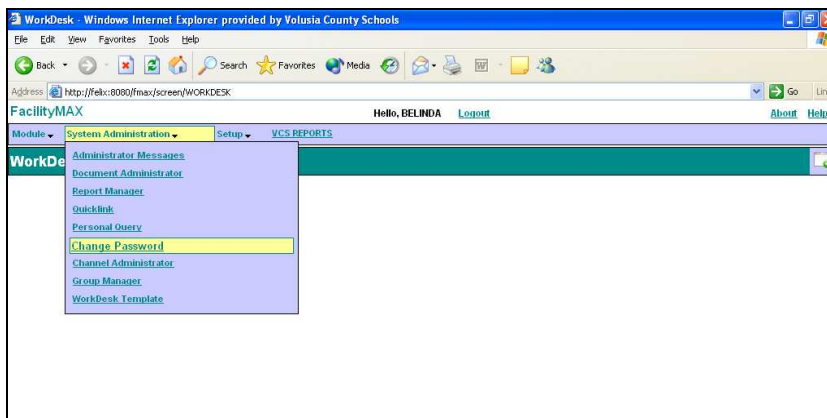 WorkDesk - Windows Internet Explorer provided by Volusia County Schools
File Edit View Favorites Tools Help
Back Search Favorites Media
Address http://felix:8080/fmax/screen/WORKDESK Go Lin
FacilityMAX Hello, BELINDA Logout About Help
Module System Administration Setup VCS REPORTS
WorkDe
Administrator Messages
Document Administrator
Report Manager
Quicklink
Personal Query
Change Password
Channel Administrator
Group Manager
WorkDesk Template